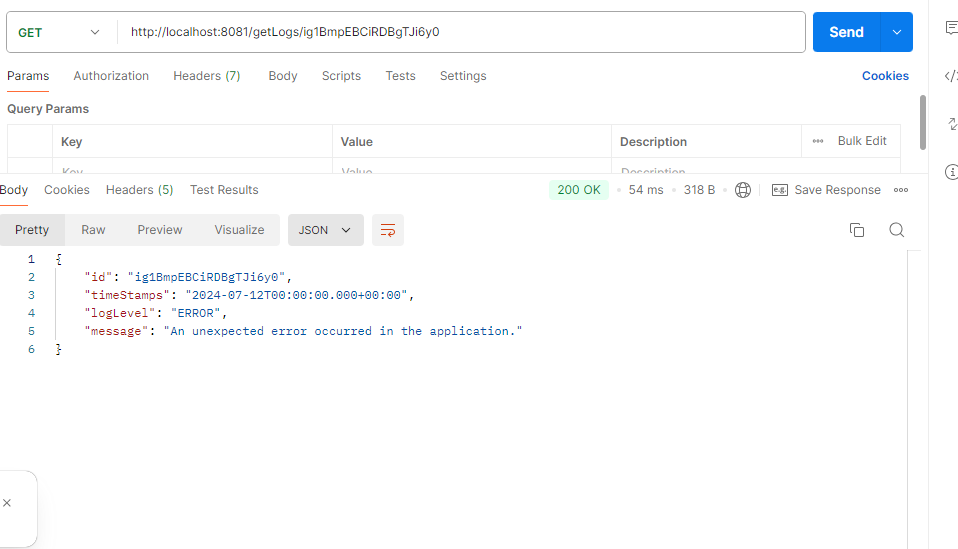 GET http://localhost:8081/getLogs/ig1BmpEBCiRDBgTJi6y0 Send
Params Authorization Headers (7) Body Scripts Tests Settings Cookies
Query Params
Key Value Description ••• Bulk Edit
Key Value Description
Body Cookies Headers (5) Test Results 200 OK • 54 ms • 318 B e.g. Save Response •••
Pretty Raw Preview Visualize JSON
1 {
2 "id": "ig1BmpEBCiRDBgTJi6y0",
3 "timeStamps": "2024-07-12T00:00:00.000+00:00",
4 "logLevel": "ERROR",
5 "message": "An unexpected error occurred in the application."
6 }